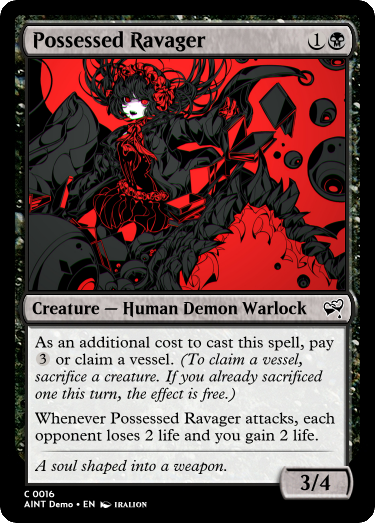 Possessed Ravager 1
Creature — Human Demon Warlock
As an additional cost to cast this spell, pay
3 or claim a vessel. (To claim a vessel,
sacrifice a creature. If you already sacrificed
one this turn, the effect is free.)
Whenever Possessed Ravager attacks, each
opponent loses 2 life and you gain 2 life.
A soul shaped into a weapon.
3/4
C 0016
AINT Demo • EN IRALION